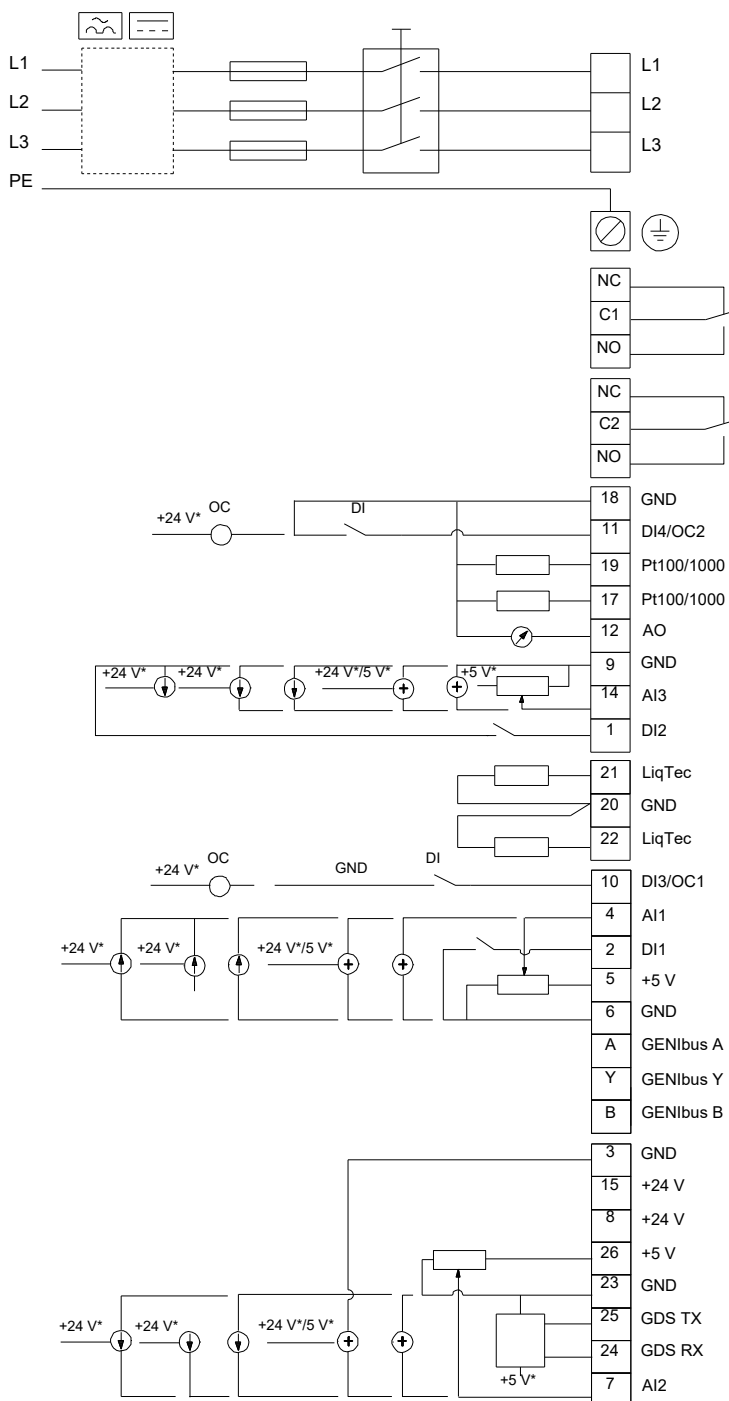 L1 L1
L2 L2
L3 L3
PE
NC
C1
NO
NC
C2
NO
18 GND
+24 V* OC DI 11 DI4/OC2
19 Pt100/1000
17 Pt100/1000
12 AO
9 GND
+24 V* +24 V* +24 V*/5 V* +5 V*
14 AI3
1 DI2
21 LiqTec
20 GND
22 LiqTec
+24 V* OC GND DI 10 DI3/OC1
4 AI1
+24 V* +24 V* +24 V*/5 V* 2 DI1
5 +5 V
6 GND
A GENIbus A
Y GENIbus Y
B GENIbus B
3 GND
15 +24 V
8 +24 V
26 +5 V
23 GND
25 GDS TX
+24 V* +24 V* +24 V*/5 V*
24 GDS RX
+5 V*
7 AI2